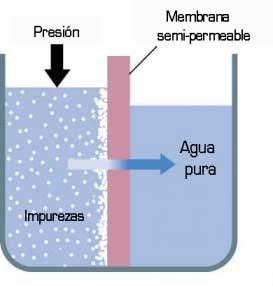 Presión
Membrana
semi-permeable
Agua
pura
Impurezas